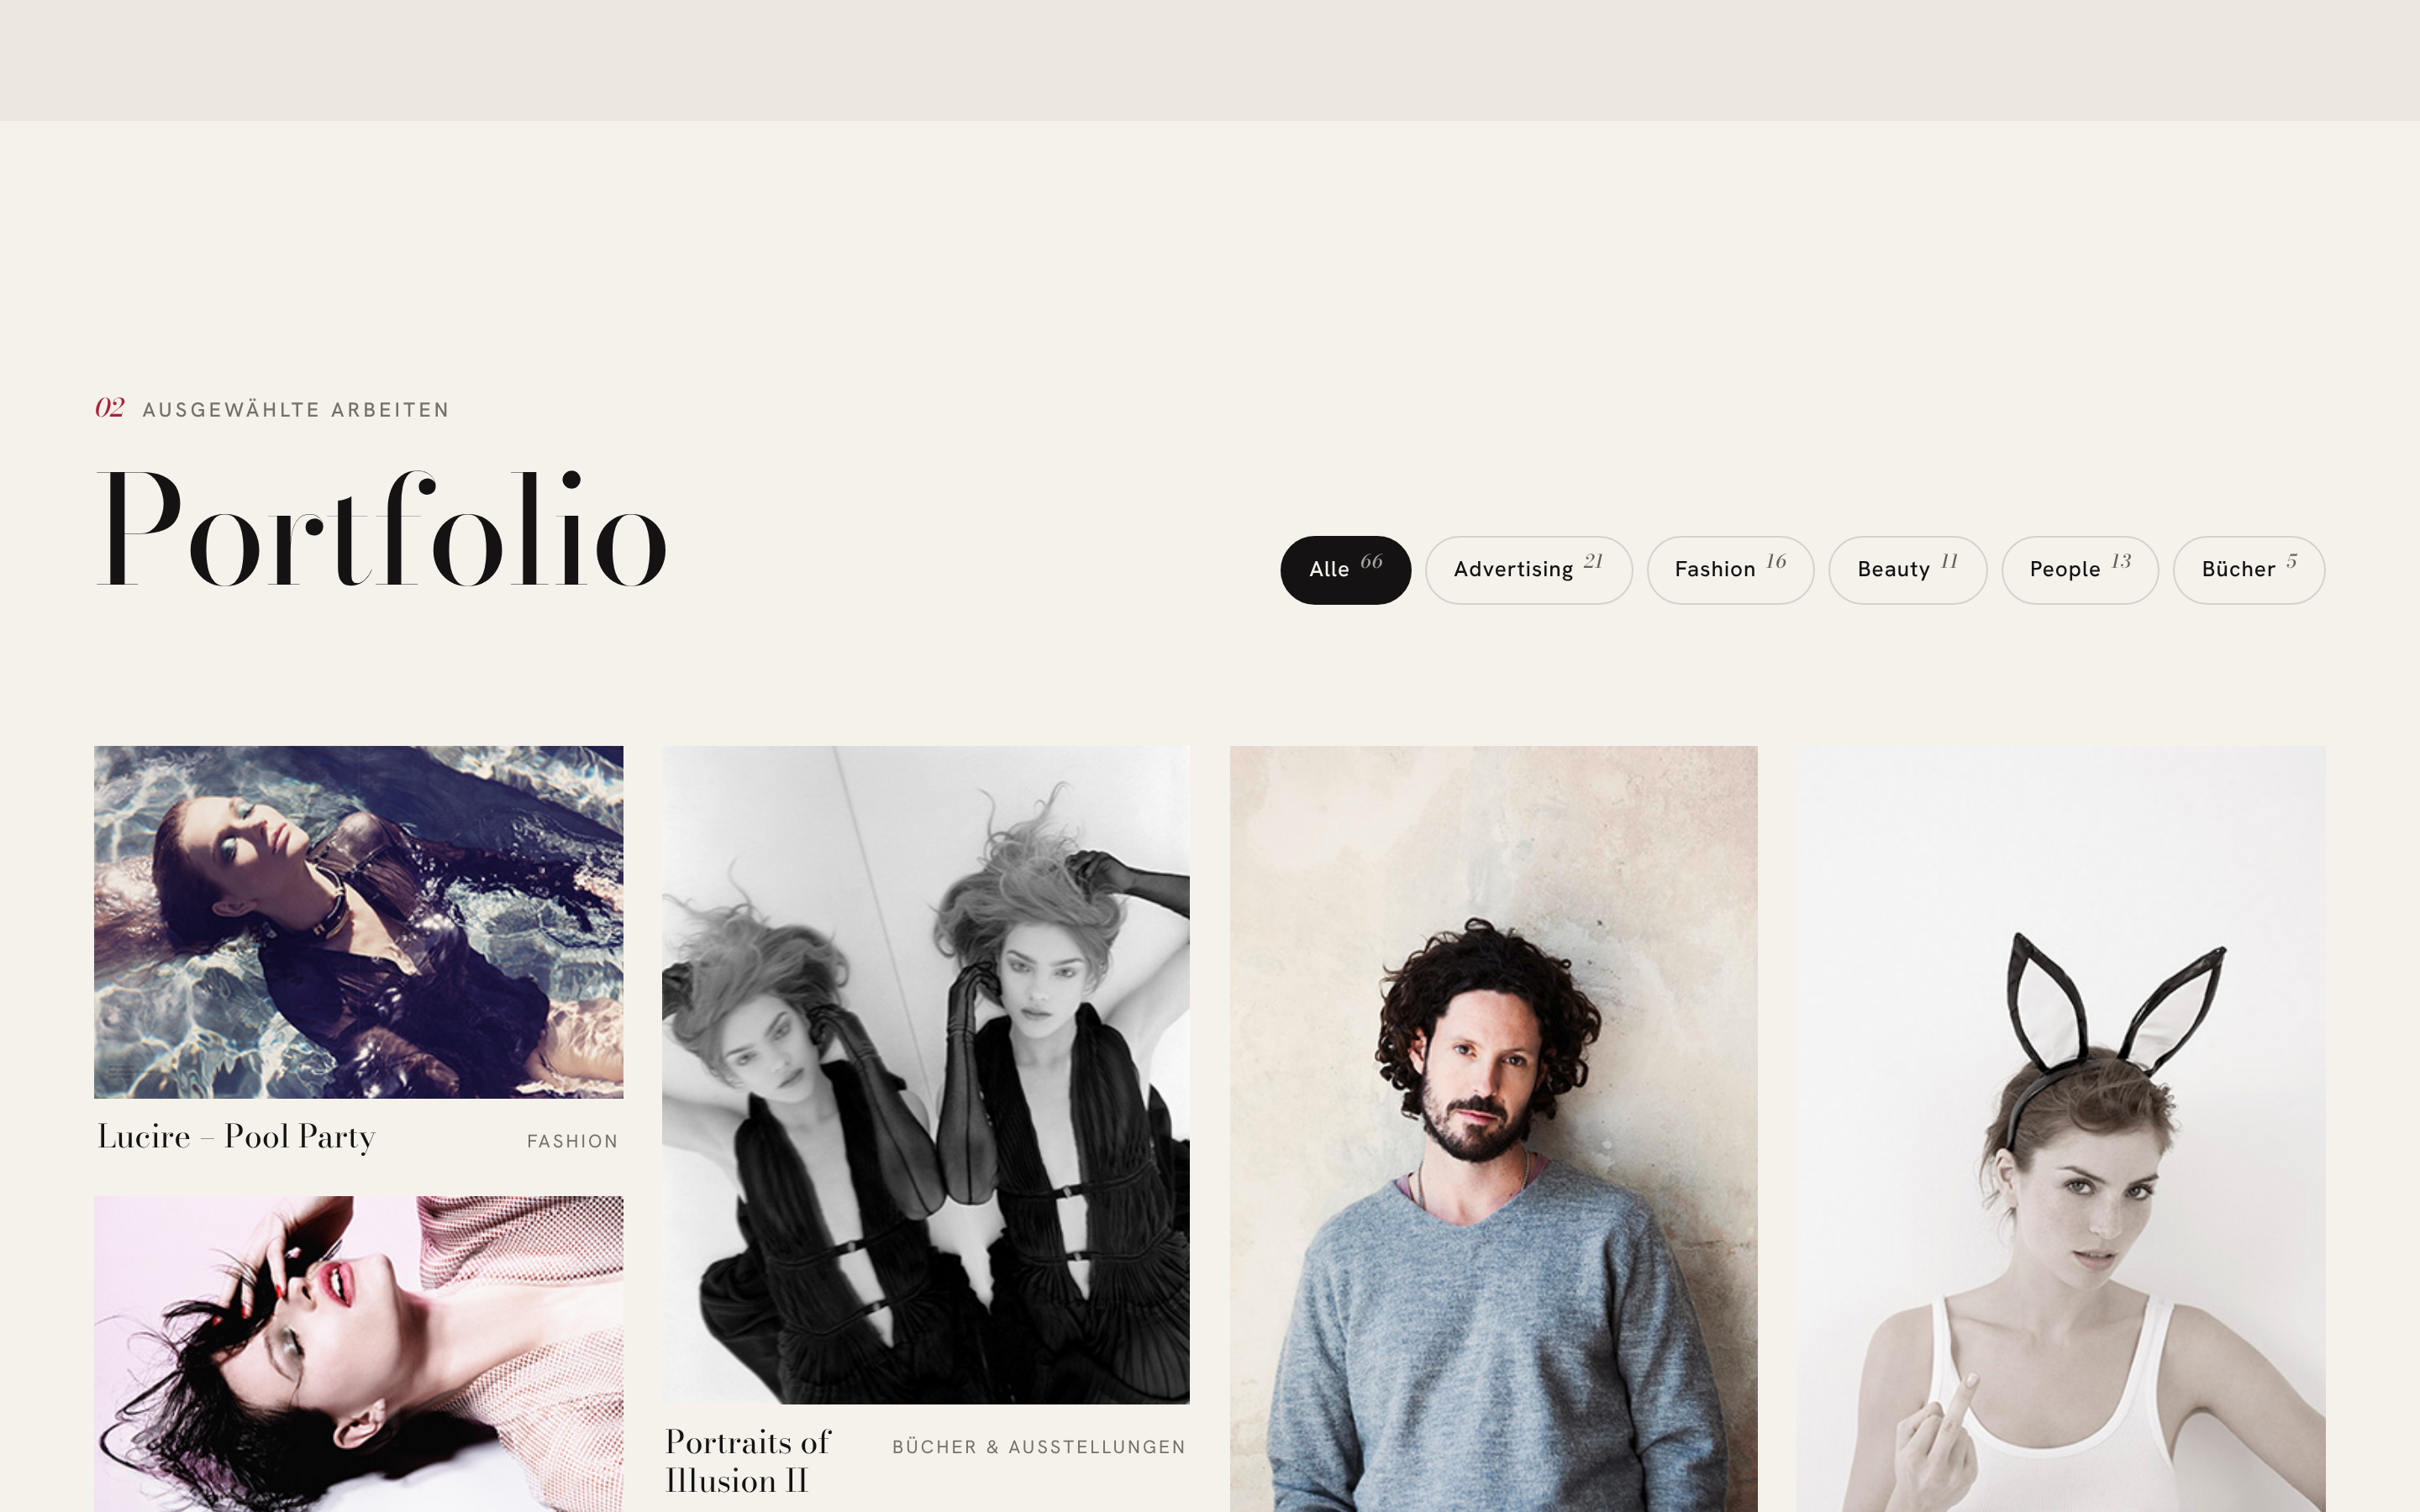 02 AUSGEWÄHLTE ARBEITEN
Portfolio
Alle 66 Advertising 21 Fashion 16 Beauty 11 People 13 Bücher 5
Lucire – Pool Party FASHION
Portraits of Illusion II BÜCHER & AUSSTELLUNGEN